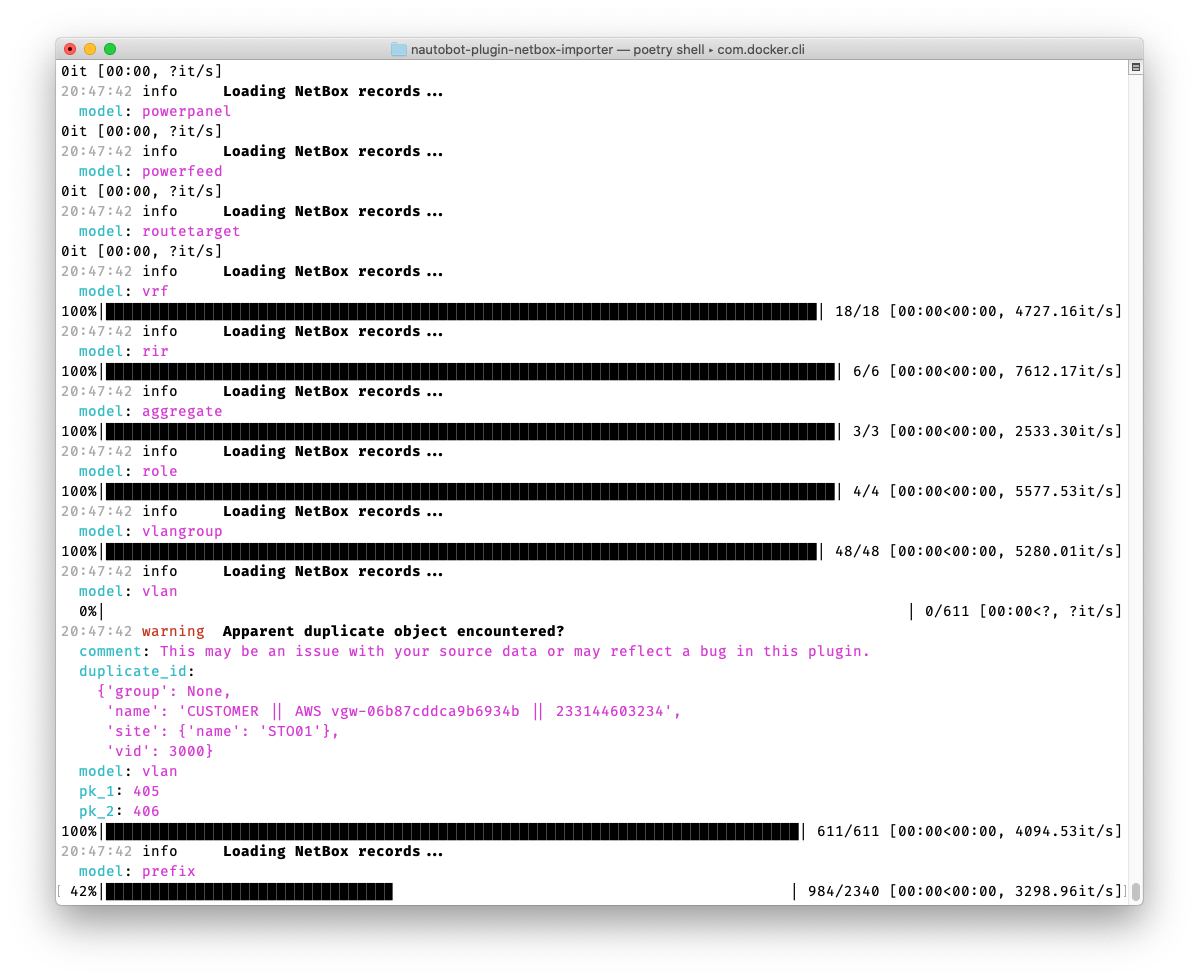 nautobot-plugin-netbox-importer — poetry shell ▸ com.docker.cli
0it [00:00, ?it/s]
20:47:42 info     Loading NetBox records...
  model: powerpanel
0it [00:00, ?it/s]
20:47:42 info     Loading NetBox records...
  model: powerfeed
0it [00:00, ?it/s]
20:47:42 info     Loading NetBox records...
  model: routetarget
0it [00:00, ?it/s]
20:47:42 info     Loading NetBox records...
  model: vrf
100%| | 18/18 [00:00<00:00, 4727.16it/s]
20:47:42 info     Loading NetBox records...
  model: rir
100%| | 6/6 [00:00<00:00, 7612.17it/s]
20:47:42 info     Loading NetBox records...
  model: aggregate
100%| | 3/3 [00:00<00:00, 2533.30it/s]
20:47:42 info     Loading NetBox records...
  model: role
100%| | 4/4 [00:00<00:00, 5577.53it/s]
20:47:42 info     Loading NetBox records...
  model: vlangroup
100%| | 48/48 [00:00<00:00, 5280.01it/s]
20:47:42 info     Loading NetBox records...
  model: vlan
  0%| | 0/611 [00:00<?, ?it/s]
20:47:42 warning  Apparent duplicate object encountered?
  comment: This may be an issue with your source data or may reflect a bug in this plugin.
  duplicate_id:
    {'group': None,
     'name': 'CUSTOMER || AWS vgw-06b87cddca9b6934b || 233144603234',
     'site': {'name': 'STO01'},
     'vid': 3000}
  model: vlan
  pk_1: 405
  pk_2: 406
100%| | 611/611 [00:00<00:00, 4094.53it/s]
20:47:42 info     Loading NetBox records...
  model: prefix
[ 42%| | 984/2340 [00:00<00:00, 3298.96it/s]]